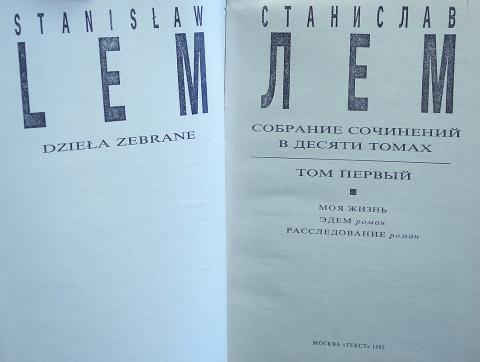 STANISŁAW
LEM
DZIEŁA ZEBRANE
СТАНИСЛАВ
ЛЕМ
СОБРАНИЕ СОЧИНЕНИЙ
В ДЕСЯТИ ТОМАХ
ТОМ ПЕРВЫЙ
МОЯ ЖИЗНЬ
ЭДЕМ роман
РАССЛЕДОВАНИЕ роман
МОСКВА «ТЕКСТ» 1992